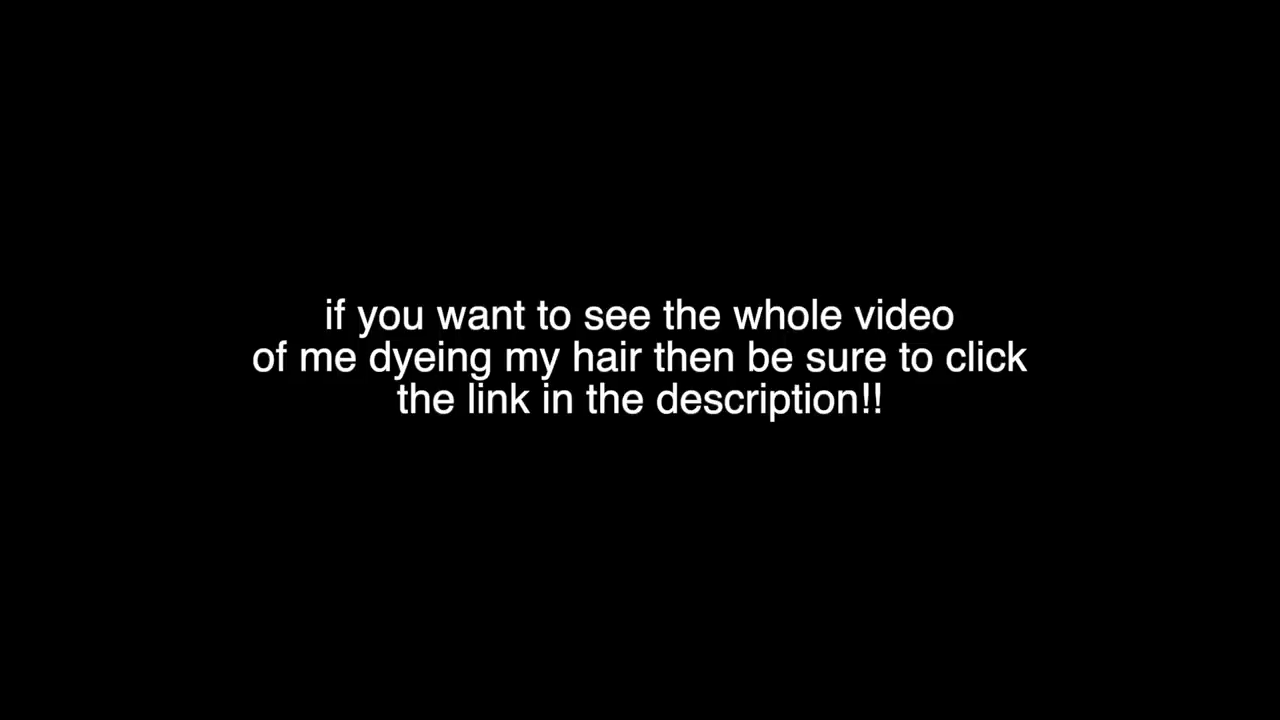 if you want to see the whole video
of me dyeing my hair then be sure to click
the link in the description!!